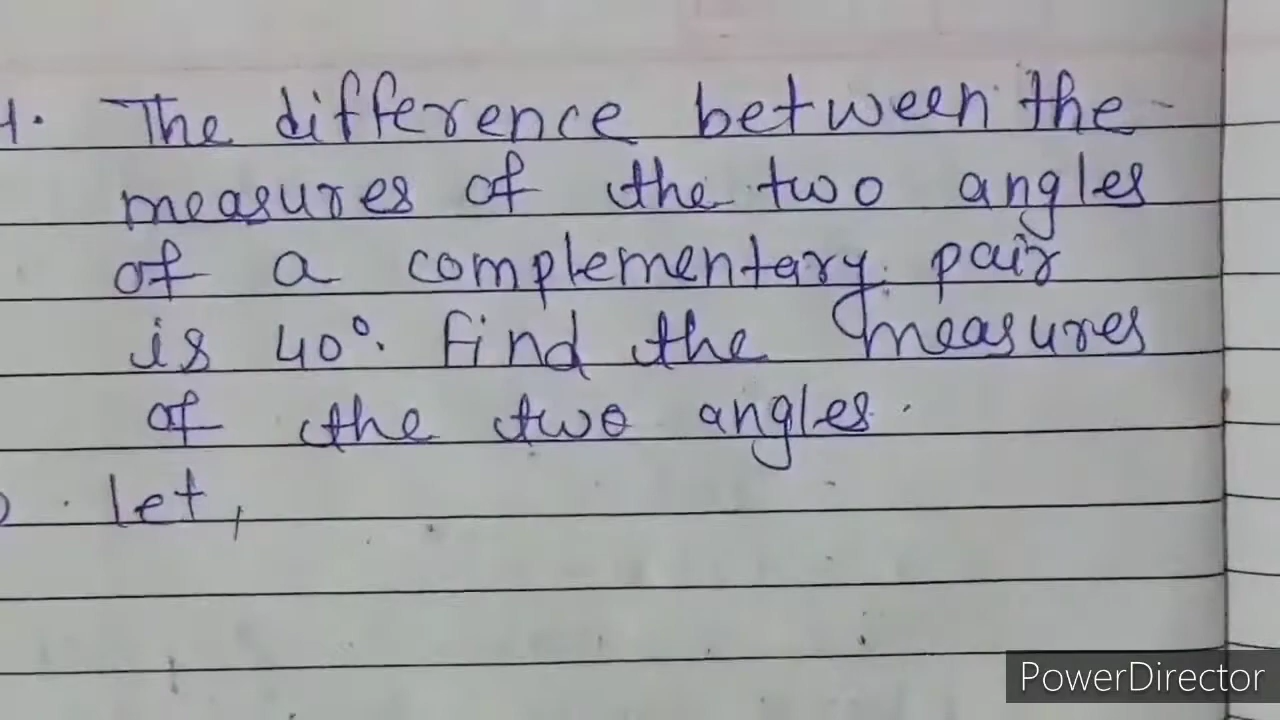 The difference between the
measures of the two angles
of a complementary pair
is 40°. Find the measures
of the two angles.
Let,
PowerDirector